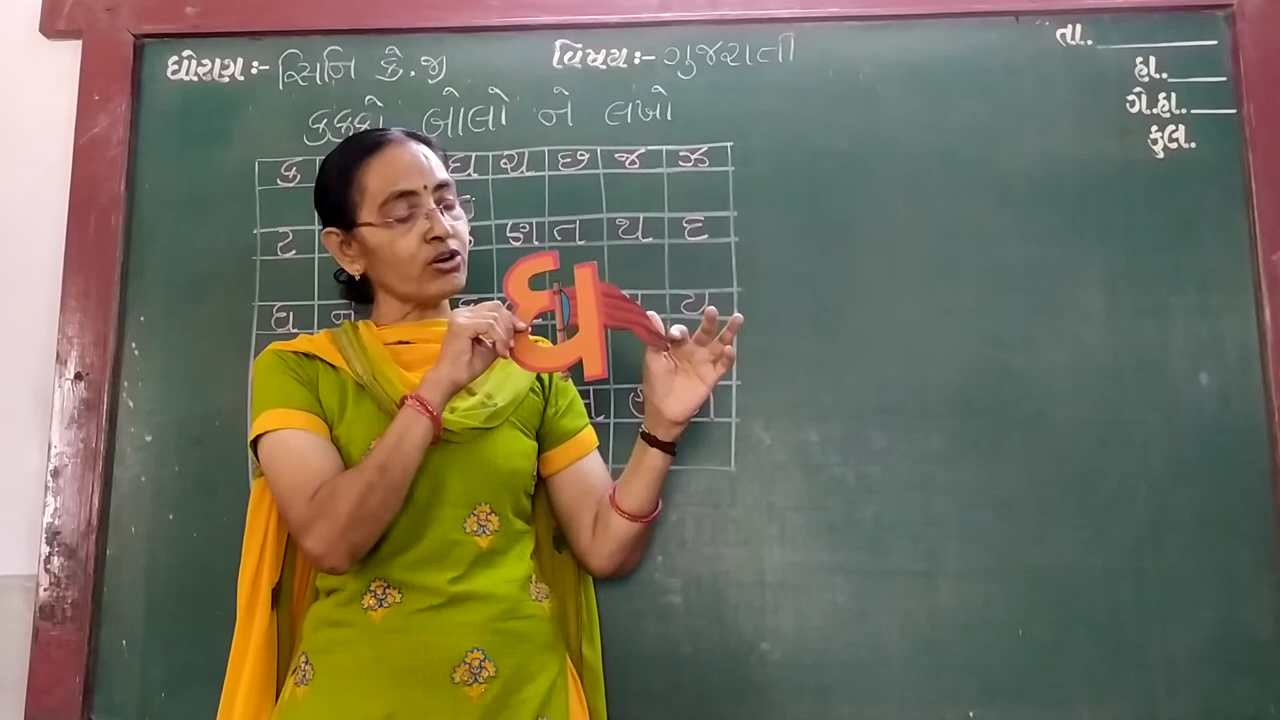 ધોરણ:- સિનિ કે.જી
વિષય:- ગુજરાતી
તા.
હા.
ગે.હા.
કુલ.
કક્કો બોલો ને લખો
ક ઘ ચ છ જ ઝ
ટ ણ ત થ દ
ધ ન ય
ધ